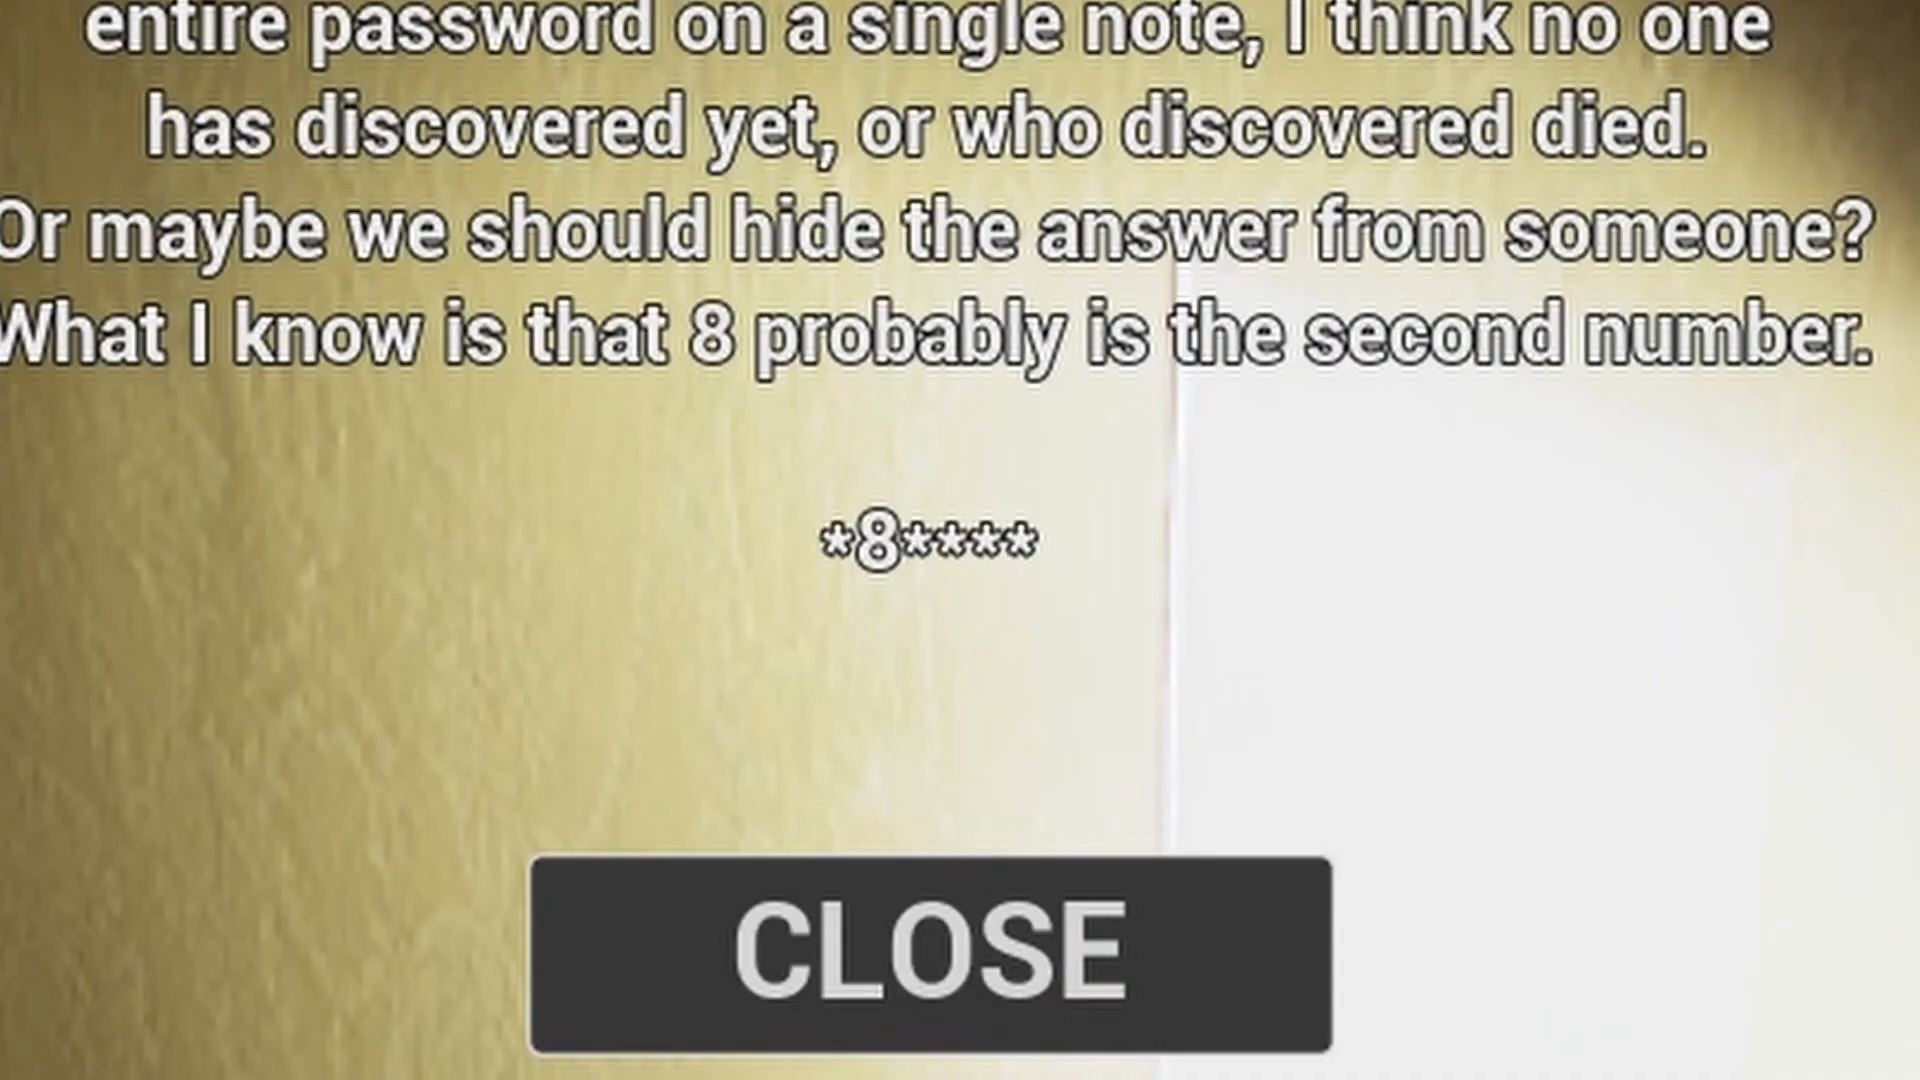 entire password on a single note, I think no one
has discovered yet, or who discovered died.
Or maybe we should hide the answer from someone?
What I know is that 8 probably is the second number.
*8****
CLOSE